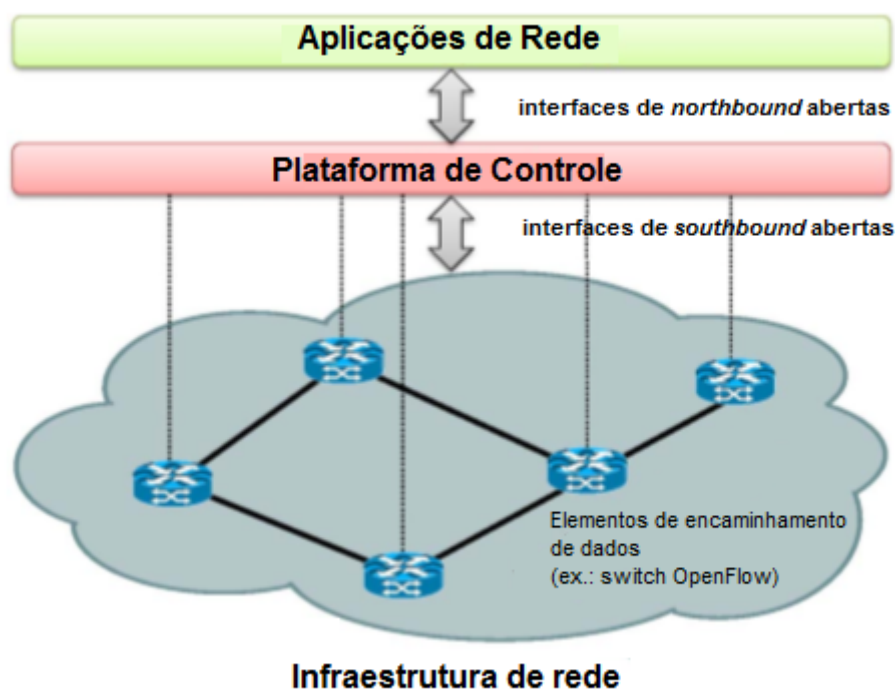 Aplicações de Rede
interfaces de northbound abertas
Plataforma de Controle
interfaces de southbound abertas
Elementos de encaminhamento
de dados
(ex.: switch OpenFlow)
Infraestrutura de rede